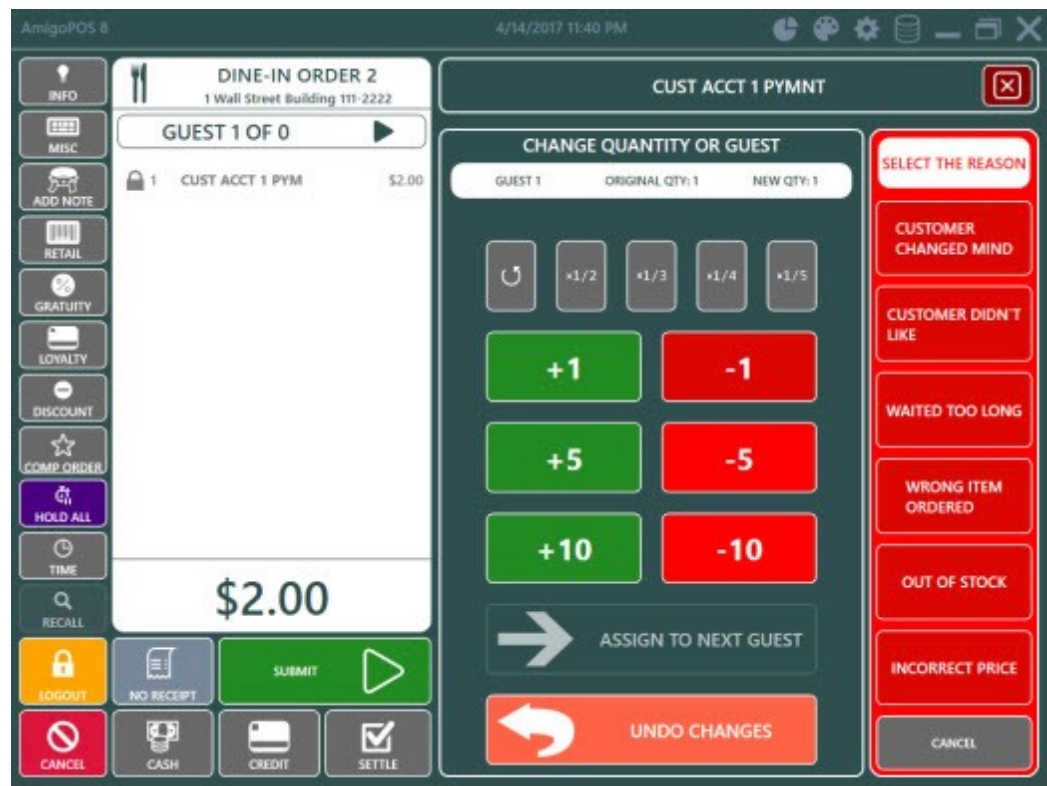 AmigoPOS 8
4/14/2017 11:40 PM
INFO
MISC
ADD NOTE
RETAIL
GRATUITY
LOYALTY
DISCOUNT
COMP ORDER
HOLD ALL
TIME
RECALL
LOGOUT
CANCEL
DINE-IN ORDER 2
1 Wall Street Building 111-2222
GUEST 1 OF 0
1 CUST ACCT 1 PYM $2.00
$2.00
NO RECEIPT
SUBMIT
CASH
CREDIT
SETTLE
CUST ACCT 1 PYMNT
CHANGE QUANTITY OR GUEST
GUEST 1 ORIGINAL QTY: 1 NEW QTY: 1
×1/2 ×1/3 ×1/4 ×1/5
+1 -1
+5 -5
+10 -10
ASSIGN TO NEXT GUEST
UNDO CHANGES
SELECT THE REASON
CUSTOMER
CHANGED MIND
CUSTOMER DIDN`T
LIKE
WAITED TOO LONG
WRONG ITEM
ORDERED
OUT OF STOCK
INCORRECT PRICE
CANCEL